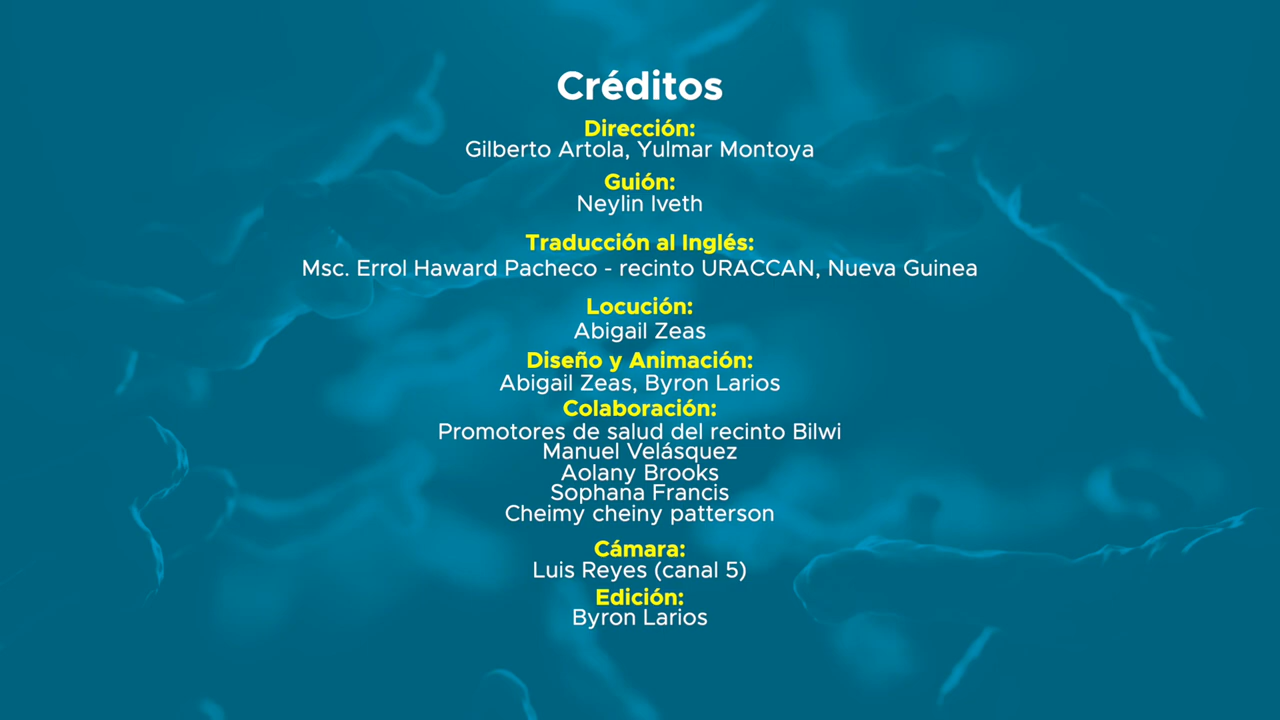 Créditos
Dirección:
Gilberto Artola, Yulmar Montoya
Guión:
Neylin Iveth
Traducción al Inglés:
Msc. Errol Haward Pacheco - recinto URACCAN, Nueva Guinea
Locución:
Abigail Zeas
Diseño y Animación:
Abigail Zeas, Byron Larios
Colaboración:
Promotores de salud del recinto Bilwi
Manuel Velásquez
Aolany Brooks
Sophana Francis
Cheimy cheiny patterson
Cámara:
Luis Reyes (canal 5)
Edición:
Byron Larios